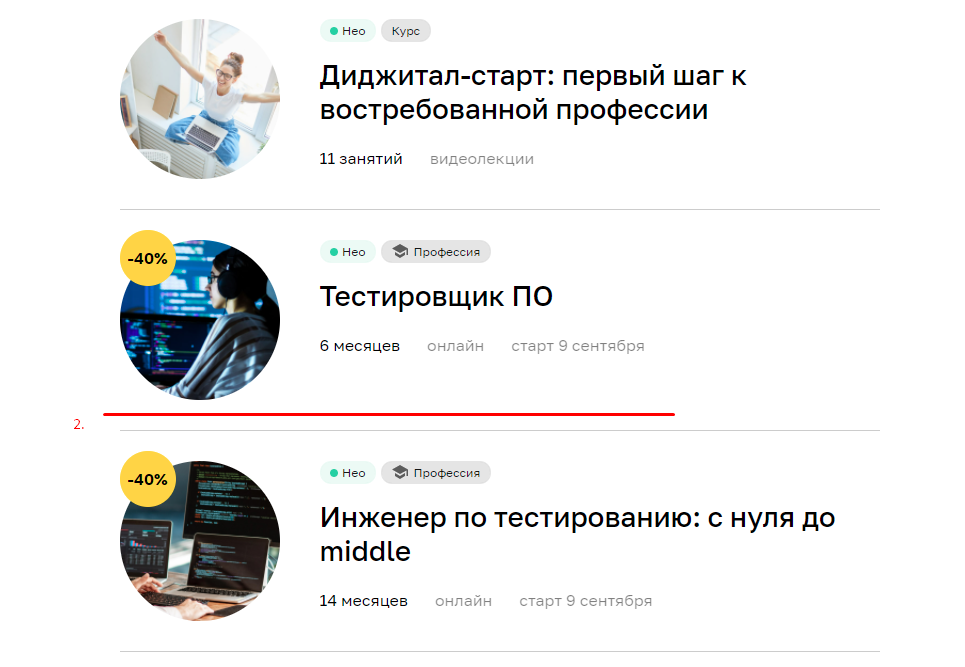 Нео Курс
Диджитал-старт: первый шаг к
востребованной профессии
11 занятий видеолекции
-40%
Нео Профессия
Тестировщик ПО
6 месяцев онлайн старт 9 сентября
2.
-40%
Нео Профессия
Инженер по тестированию: с нуля до
middle
14 месяцев онлайн старт 9 сентября